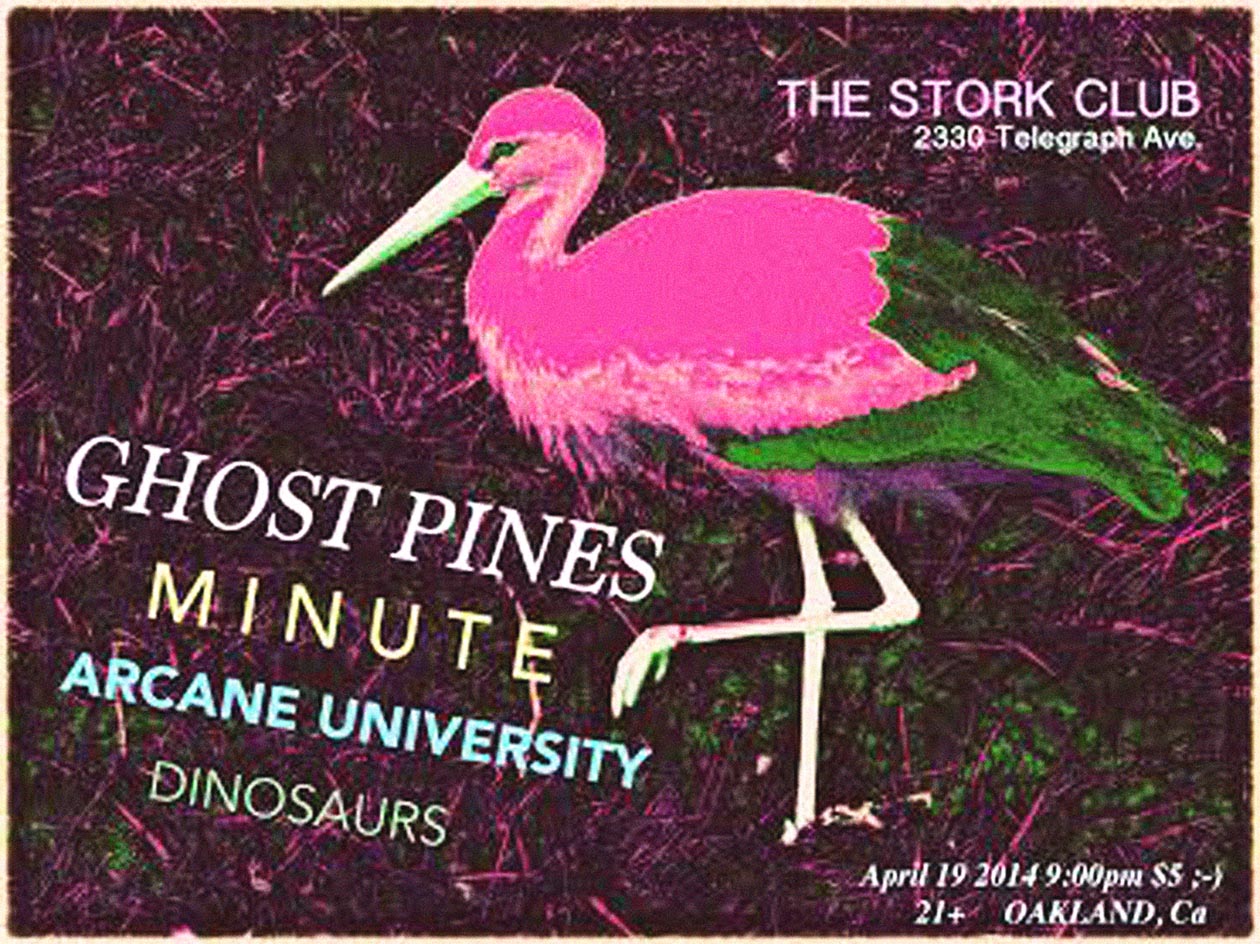 THE STORK CLUB
2330 Telegraph Ave.
GHOST PINES
MINUTE
ARCANE UNIVERSITY
DINOSAURS
April 19 2014 9:00pm $5 ;-)
21+ OAKLAND, Ca